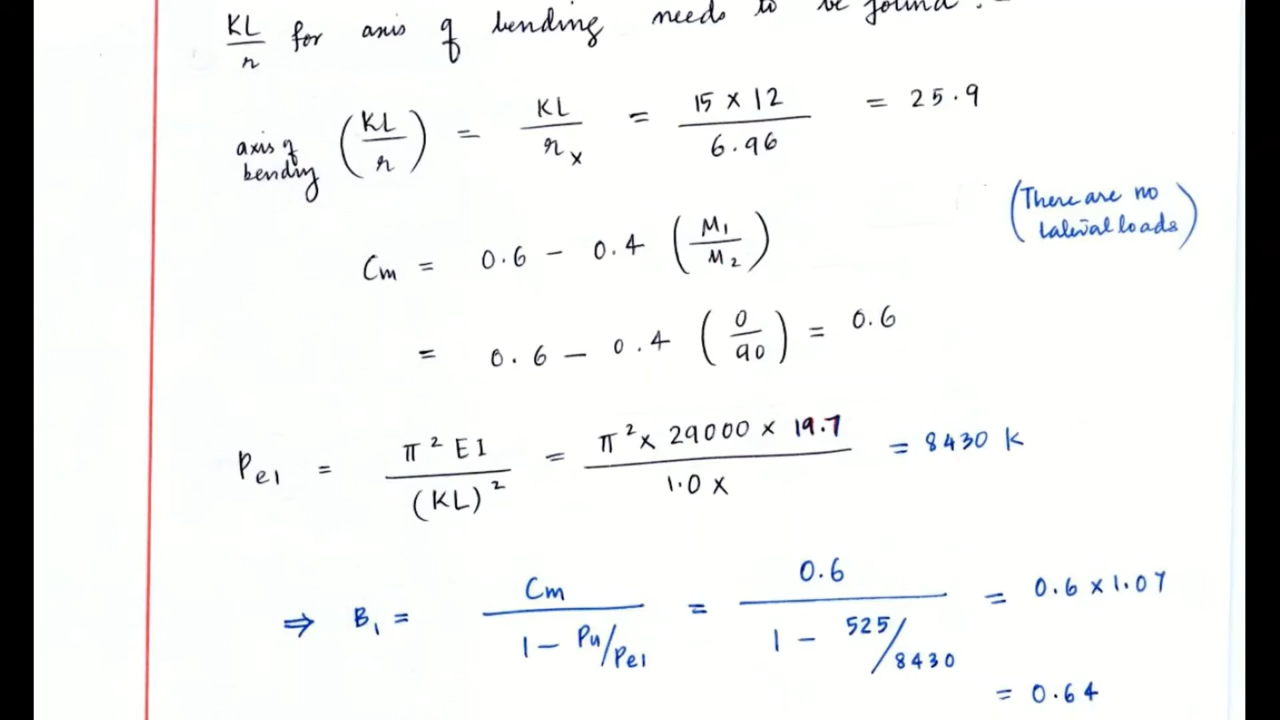 KL/r for axis of bending needs to be found.
axis of bending (KL/r) = KL/r_x = 15 × 12 / 6.96 = 25.9
(There are no lateral loads)
Cm = 0.6 - 0.4 (M₁/M₂)
= 0.6 - 0.4 (0/90) = 0.6
Pe1 = π² EI / (KL)² = π² × 29000 × 19.7 / 1.0 × = 8430 k
⇒ B₁ = Cm / 1 - Pu/Pe1 = 0.6 / 1 - 525/8430 = 0.6 × 1.07
= 0.64